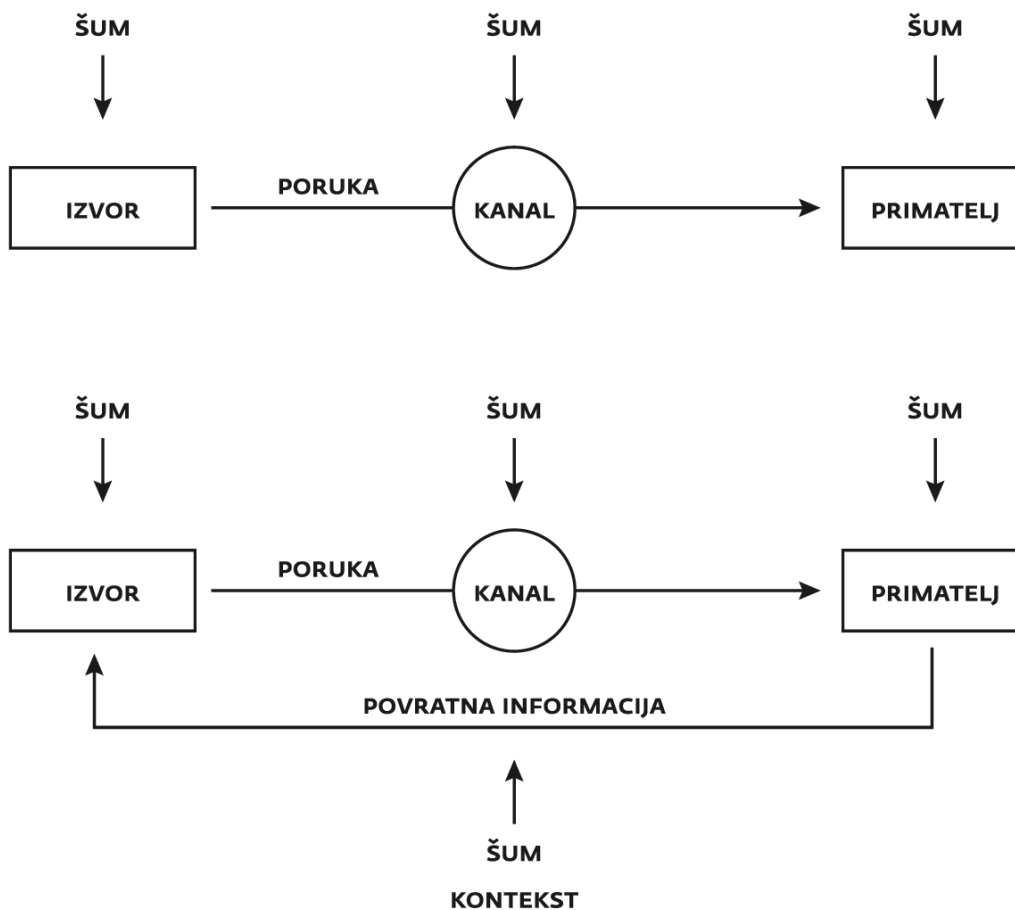 ŠUM ŠUM ŠUM
PORUKA
IZVOR KANAL PRIMATELJ
ŠUM ŠUM ŠUM
PORUKA
IZVOR KANAL PRIMATELJ
POVRATNA INFORMACIJA
ŠUM
KONTEKST